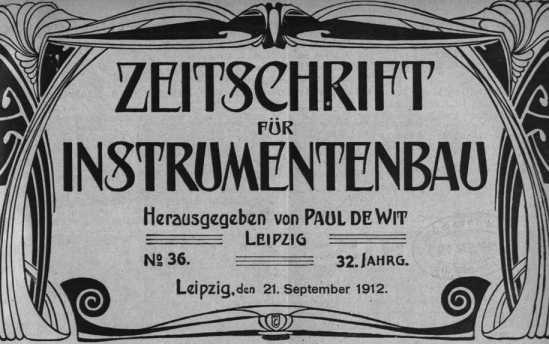 ZEITSCHRIFT
FÜR
INSTRUMENTENBAU
Herausgegeben von PAUL DE WIT
LEIPZIG
No 36. 32. JAHRG.
Leipzig, den 21. September 1912.